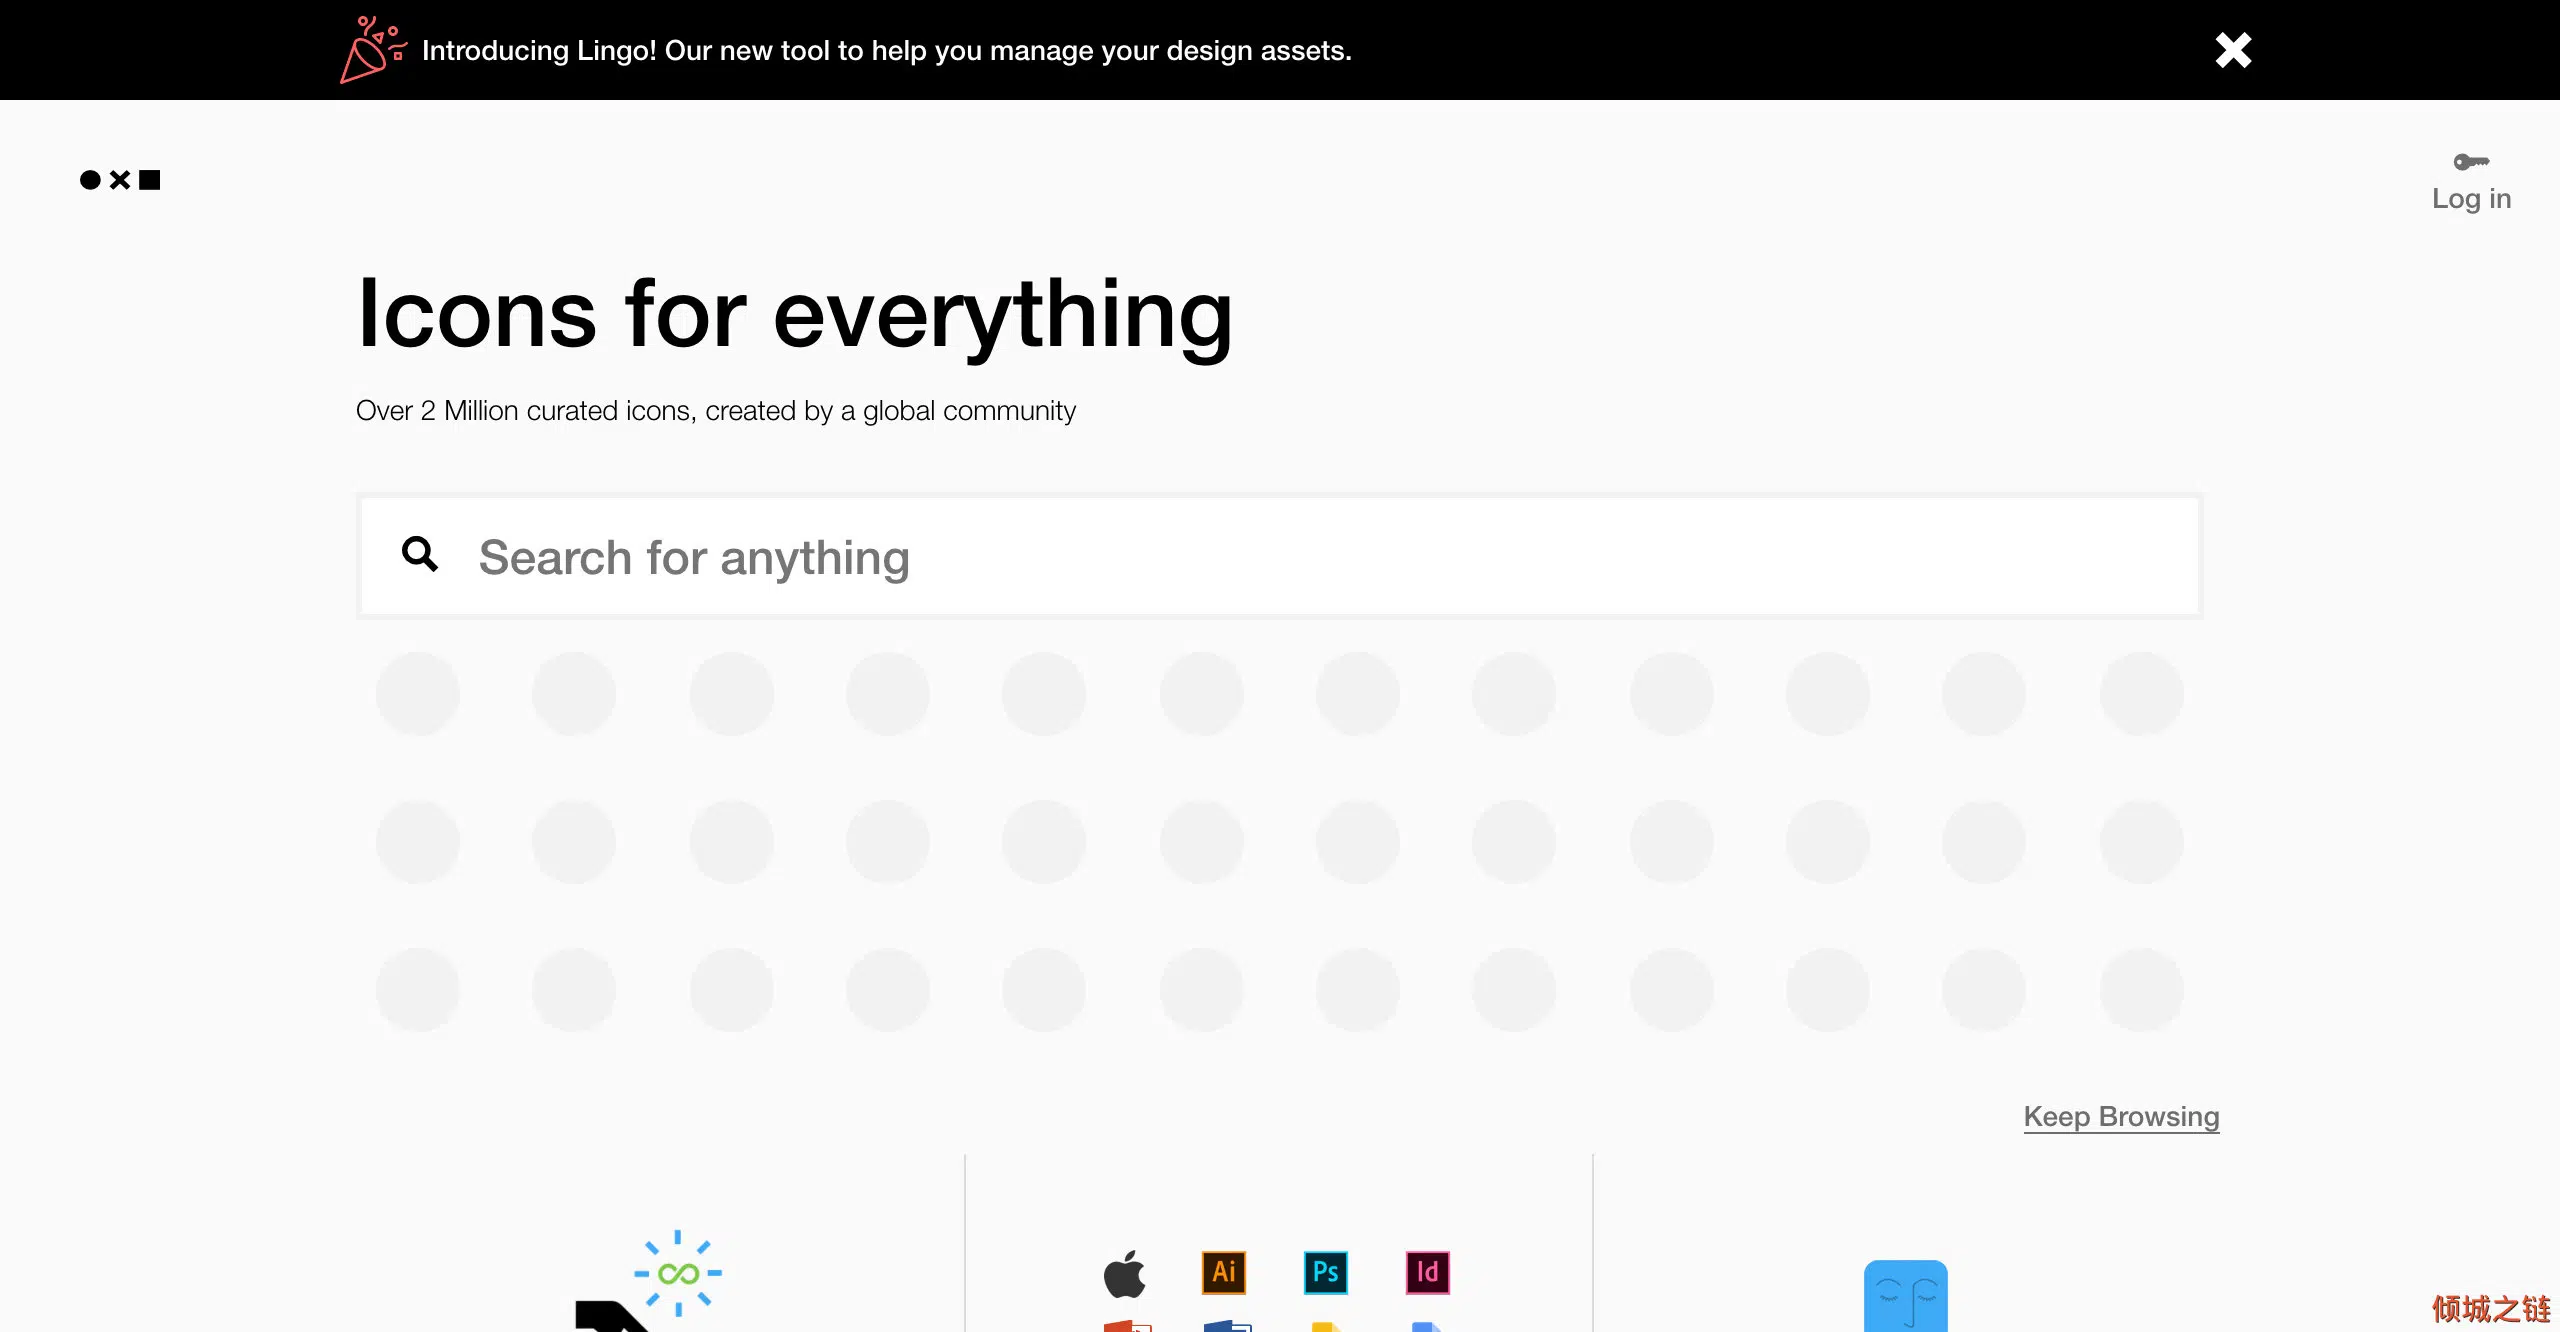 Introducing Lingo! Our new tool to help you manage your design assets.
Log in
Icons for everything
Over 2 Million curated icons, created by a global community
Search for anything
Keep Browsing
Ai
Ps
Id
倾城之链